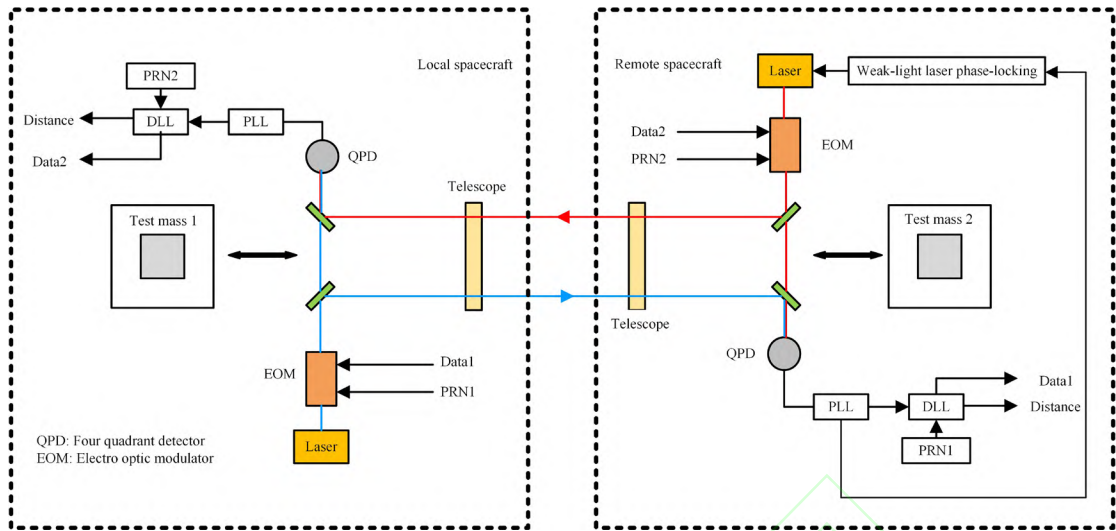 Local spacecraft
PRN2
Distance
DLL
PLL
Data2
QPD
Telescope
Test mass 1
EOM
Data1
PRN1
Laser
QPD: Four quadrant detector
EOM: Electro optic modulator
Remote spacecraft
Laser
Weak-light laser phase-locking
Data2
PRN2
EOM
Test mass 2
Telescope
QPD
PLL
DLL
Data1
Distance
PRN1